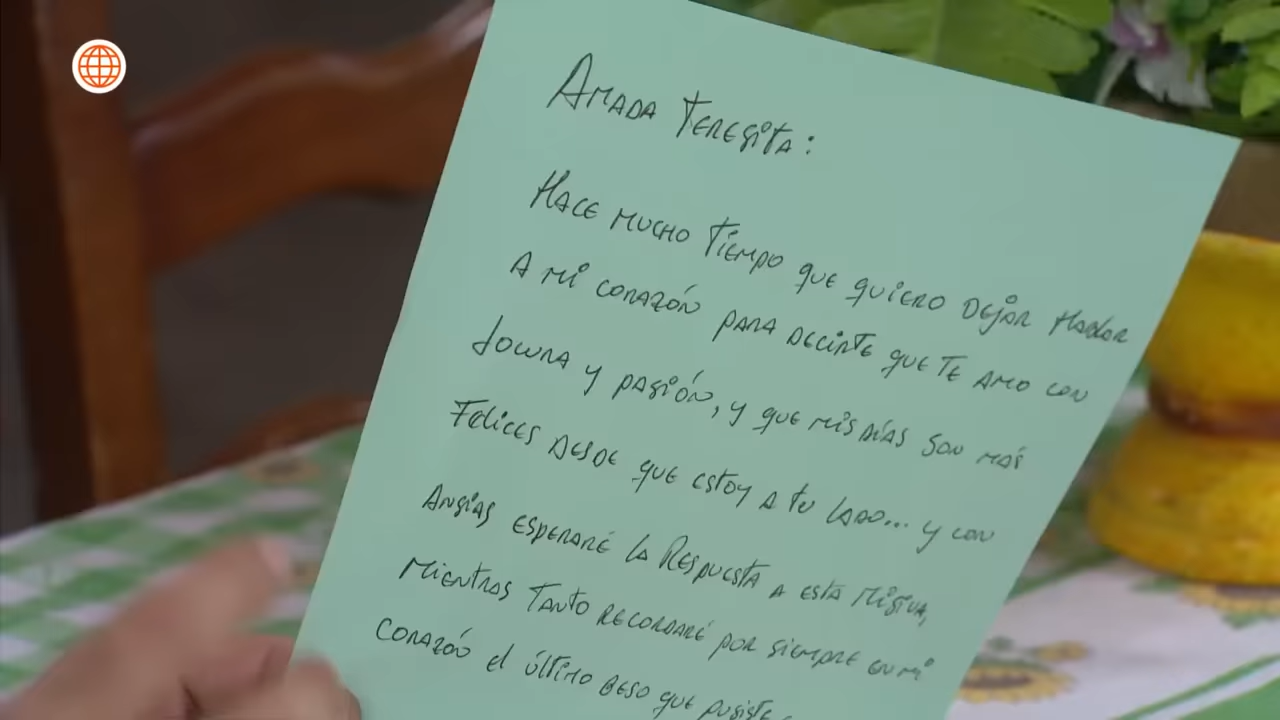 Amada Teresita:
Hace mucho tiempo que quiero dejar hablar
a mi corazón para decirte que te amo con
locura y pasión, y que mis días son más
felices desde que estoy a tu lado... y con
ansias esperaré la respuesta a esta misiva,
mientras tanto recordaré por siempre en mi
corazón el último beso que pusiste